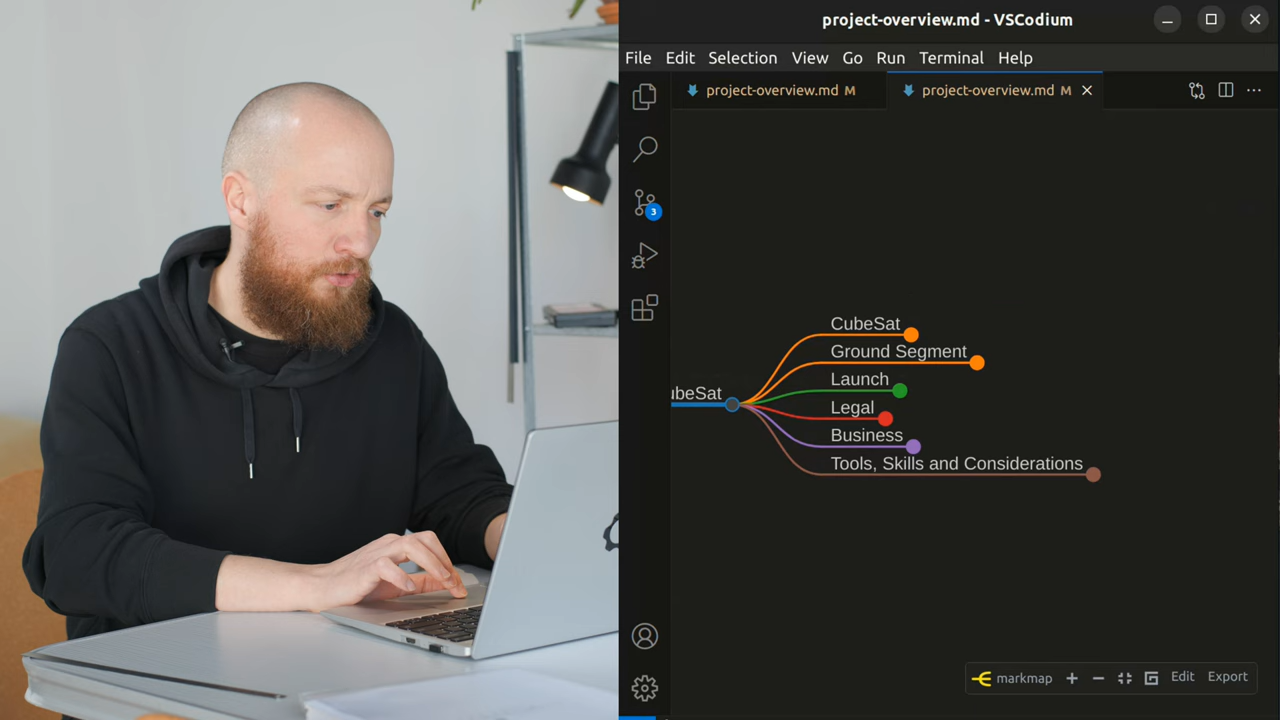 project-overview.md - VSCodium
File Edit Selection View Go Run Terminal Help
project-overview.md M
project-overview.md M
3
CubeSat
Ground Segment
ubeSat
Launch
Legal
Business
Tools, Skills and Considerations
markmap + − Edit Export